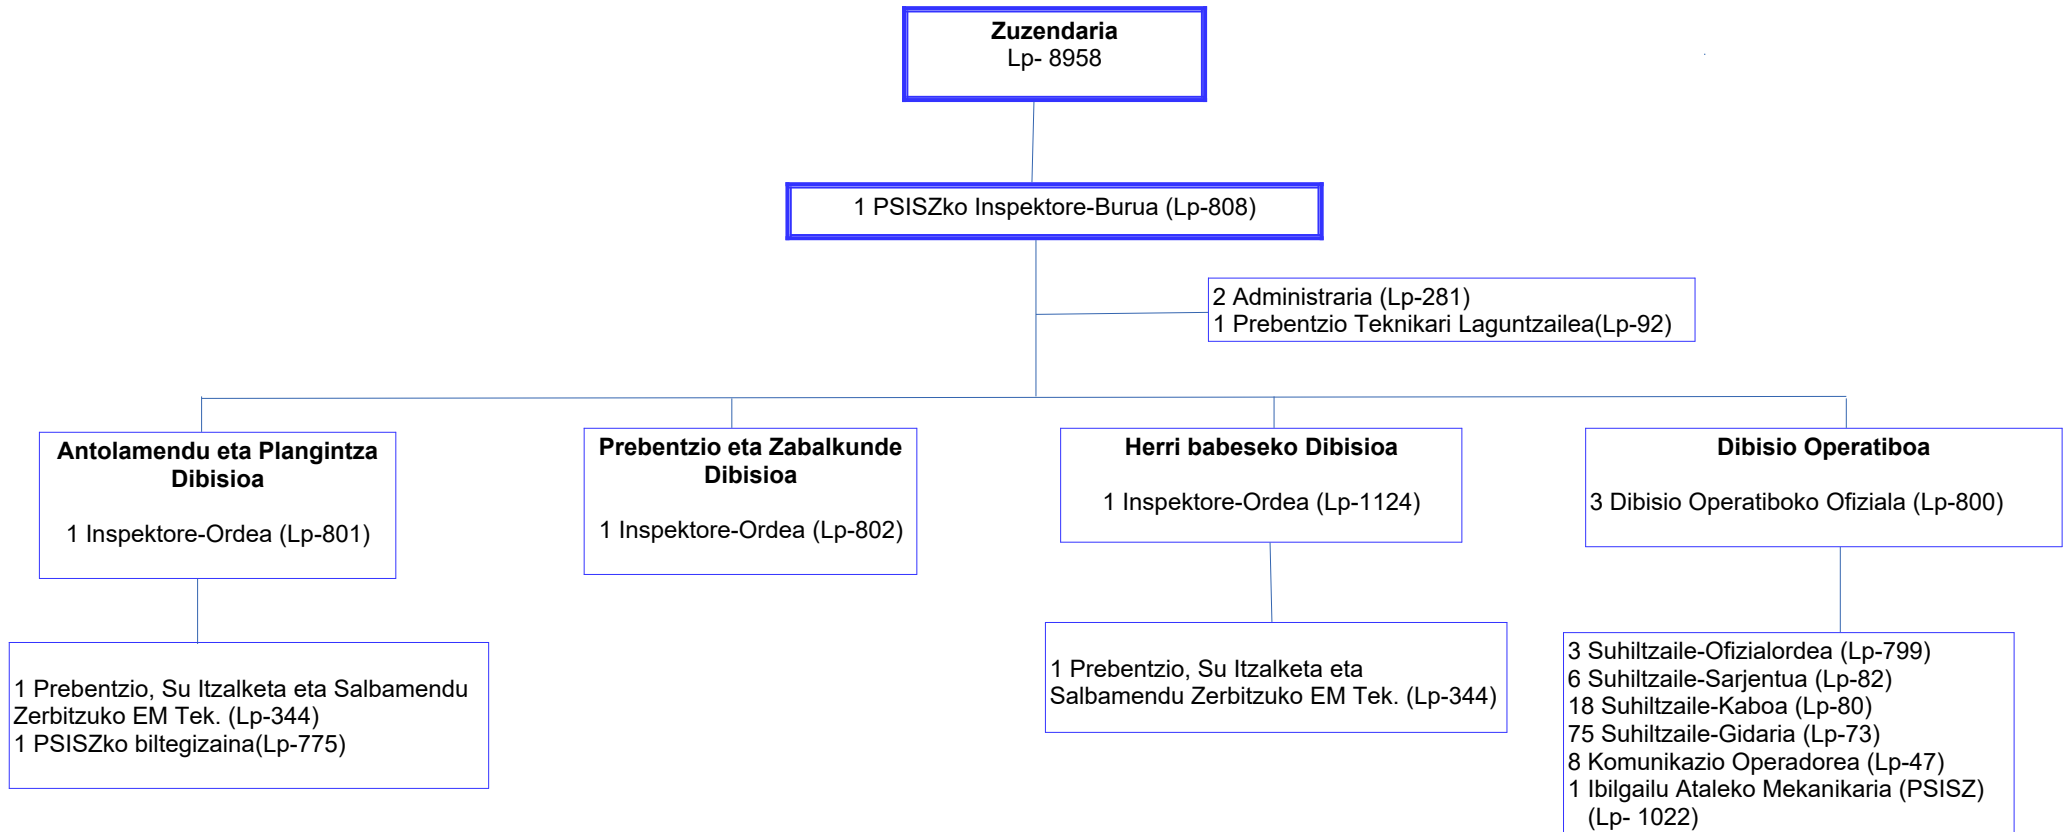 Zuzendaria
Lp- 8958
1 PSISZko Inspektore-Burua (Lp-808)
2 Administraria (Lp-281)
1 Prebentzio Teknikari Laguntzailea(Lp-92)
Antolamendu eta Plangintza
Dibisioa
1 Inspektore-Ordea (Lp-801)
Prebentzio eta Zabalkunde
Dibisioa
1 Inspektore-Ordea (Lp-802)
Herri babeseko Dibisioa
1 Inspektore-Ordea (Lp-1124)
Dibisio Operatiboa
3 Dibisio Operatiboko Ofiziala (Lp-800)
1 Prebentzio, Su Itzalketa eta Salbamendu
Zerbitzuko EM Tek. (Lp-344)
1 PSISZko biltegizaina(Lp-775)
1 Prebentzio, Su Itzalketa eta
Salbamendu Zerbitzuko EM Tek. (Lp-344)
3 Suhiltzaile-Ofizialordea (Lp-799)
6 Suhiltzaile-Sarjentua (Lp-82)
18 Suhiltzaile-Kaboa (Lp-80)
75 Suhiltzaile-Gidaria (Lp-73)
8 Komunikazio Operadorea (Lp-47)
1 Ibilgailu Ataleko Mekanikaria (PSISZ)
(Lp- 1022)